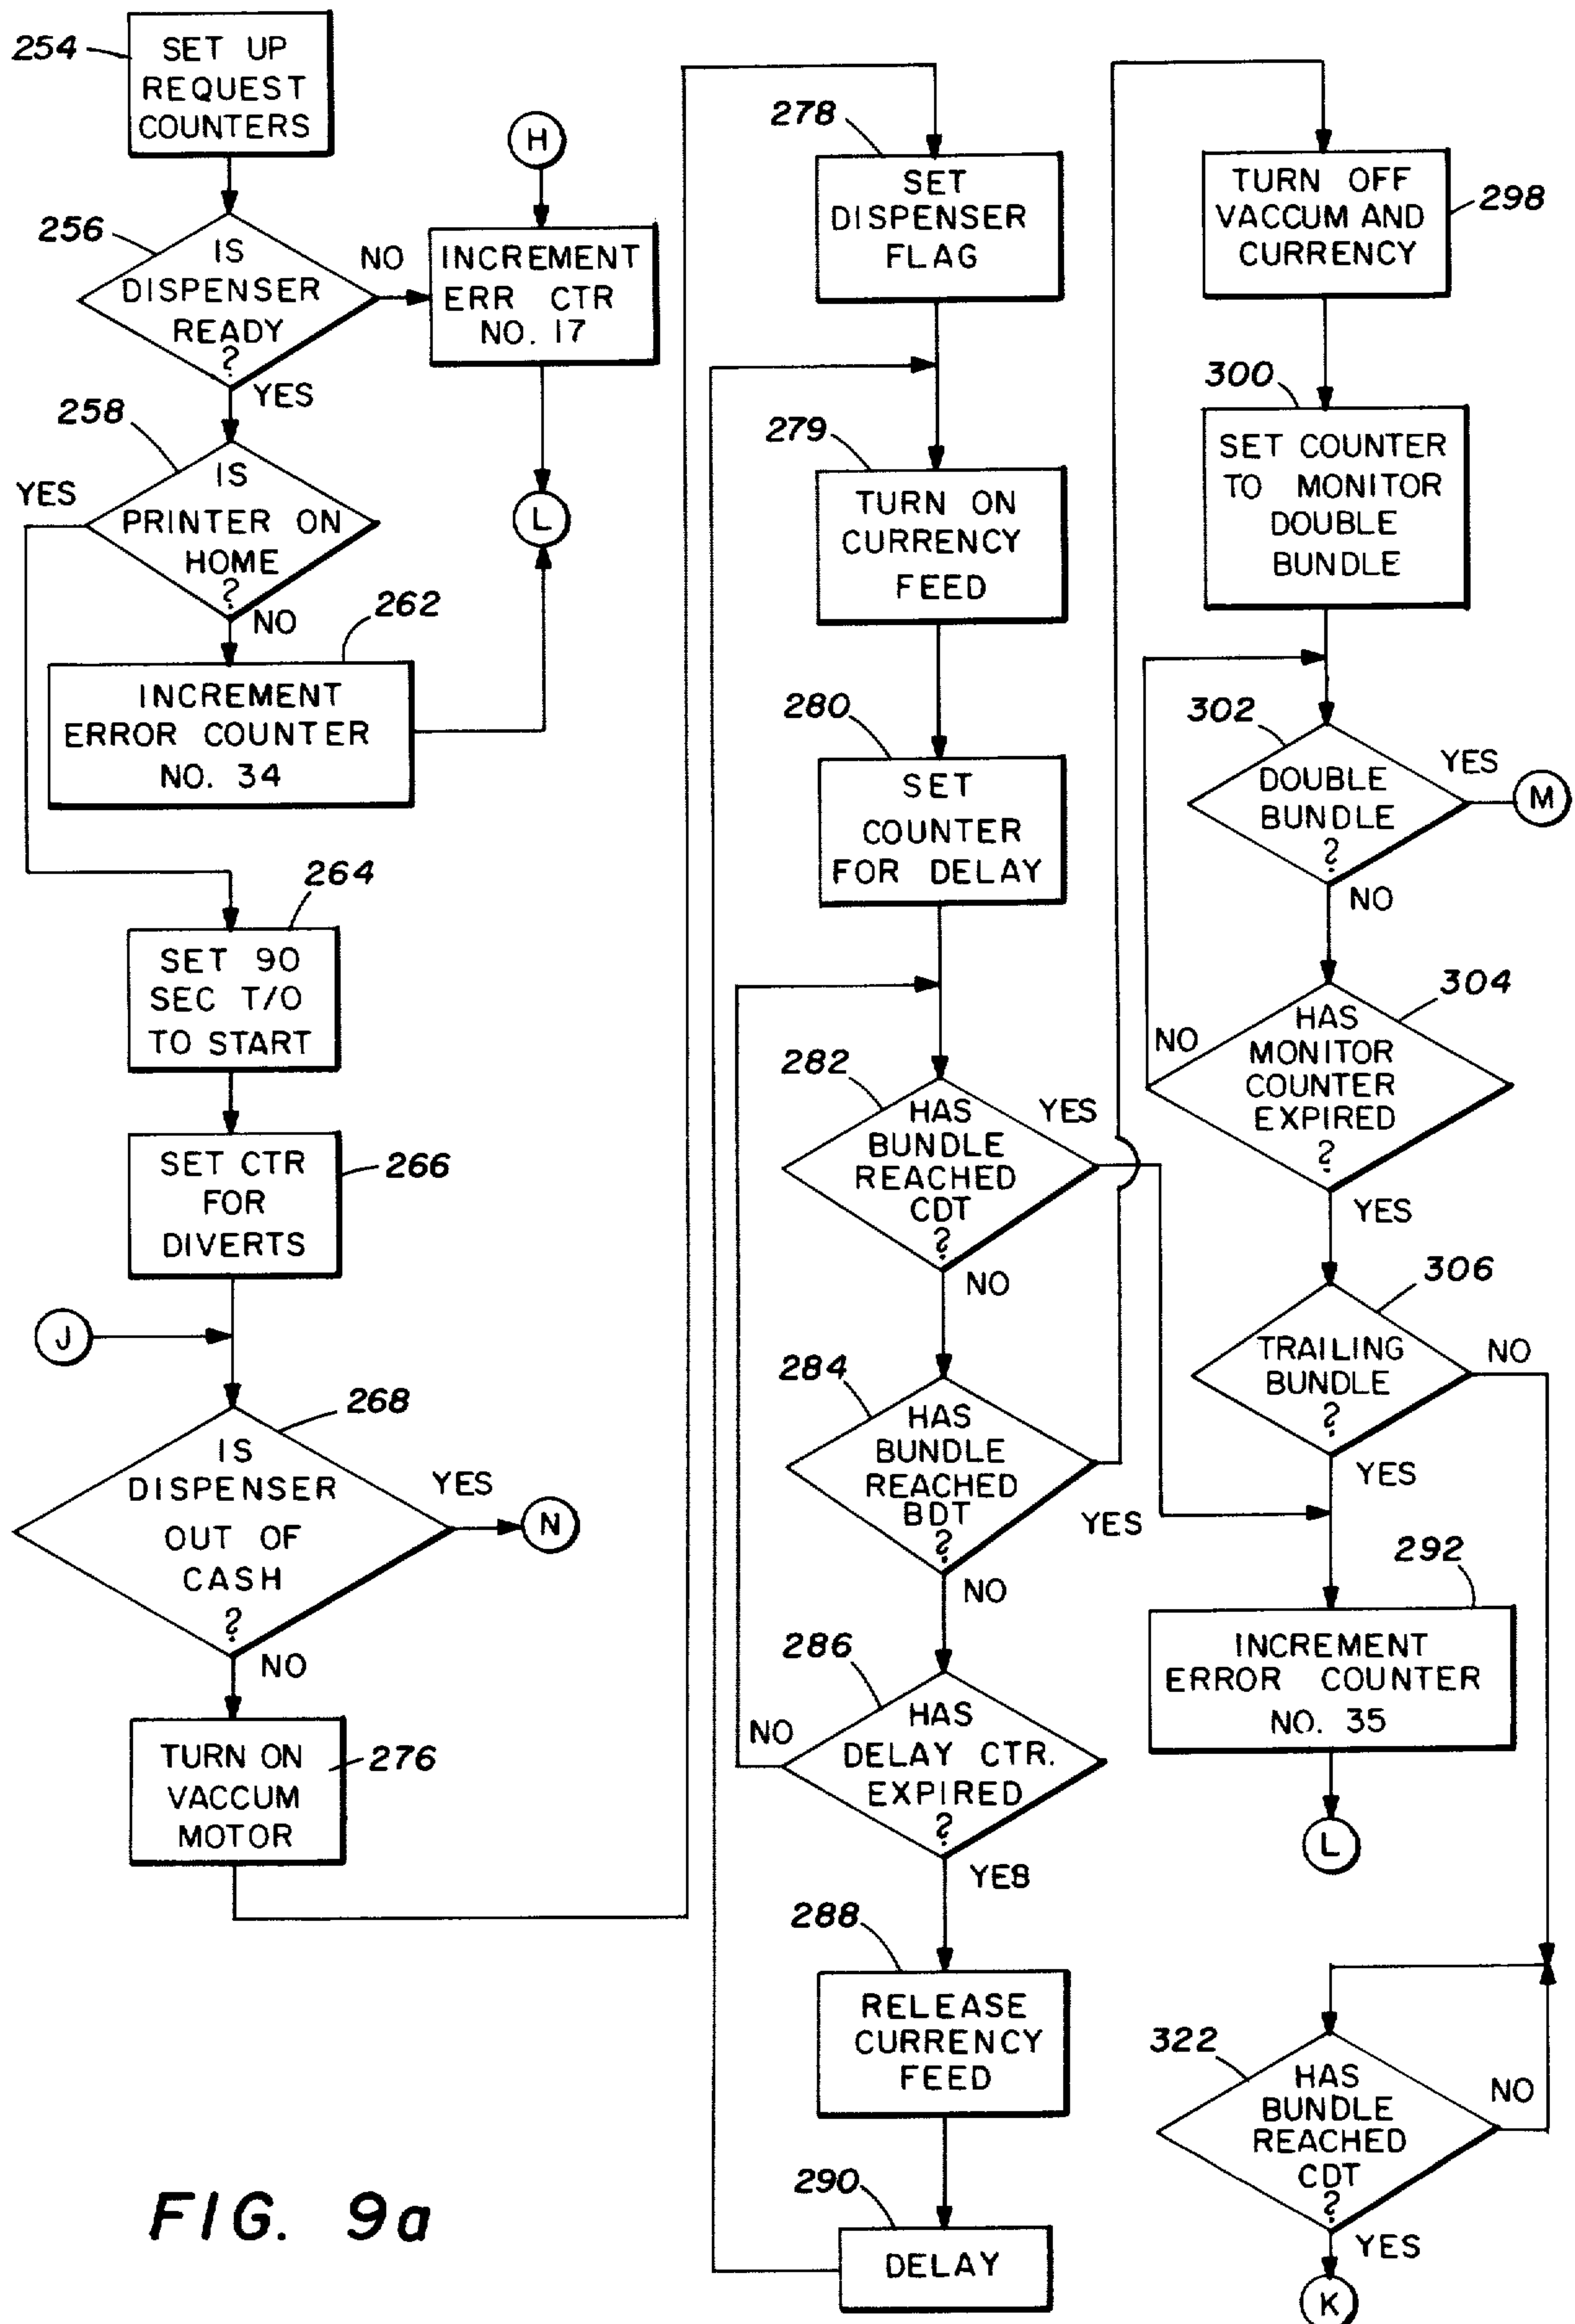 254
SET UP
REQUEST
COUNTERS
256
IS
DISPENSER
READY
?
NO
YES
H
INCREMENT
ERR CTR
NO. 17
L
258
IS
PRINTER ON
HOME
?
YES
NO
262
INCREMENT
ERROR COUNTER
NO. 34
264
SET 90
SEC T/O
TO START
266
SET CTR
FOR
DIVERTS
J
268
IS
DISPENSER
OUT OF
CASH
?
YES
N
NO
276
TURN ON
VACCUM
MOTOR
278
SET
DISPENSER
FLAG
279
TURN ON
CURRENCY
FEED
280
SET
COUNTER
FOR DELAY
282
HAS
BUNDLE
REACHED
CDT
?
YES
NO
284
HAS
BUNDLE
REACHED
BDT
?
YES
NO
286
HAS
DELAY CTR.
EXPIRED
?
NO
YES
288
RELEASE
CURRENCY
FEED
290
DELAY
298
TURN OFF
VACCUM AND
CURRENCY
300
SET COUNTER
TO MONITOR
DOUBLE
BUNDLE
302
DOUBLE
BUNDLE
?
YES
M
NO
304
HAS
MONITOR
COUNTER
EXPIRED
?
NO
YES
306
TRAILING
BUNDLE
?
NO
YES
292
INCREMENT
ERROR COUNTER
NO. 35
L
322
HAS
BUNDLE
REACHED
CDT
?
NO
YES
K
FIG. 9a